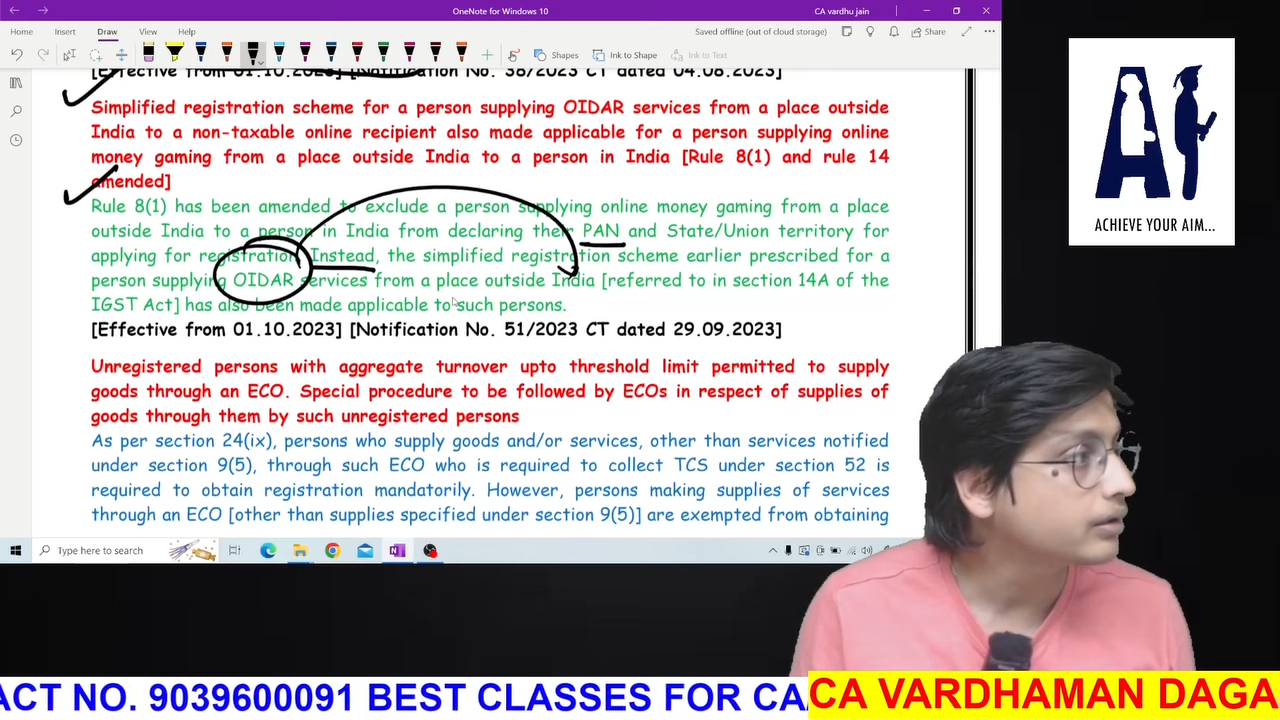 OneNote for Windows 10
CA vardhu jain
Home Insert Draw View Help
Saved offline (out of cloud storage)
Share
Shapes
Ink to Shape
Ink to Text
[Effective from 01.10.2023] [Notification No. 38/2023 CT dated 04.08.2023]
Simplified registration scheme for a person supplying OIDAR services from a place outside
India to a non-taxable online recipient also made applicable for a person supplying online
money gaming from a place outside India to a person in India [Rule 8(1) and rule 14
amended]
Rule 8(1) has been amended to exclude a person supplying online money gaming from a place
outside India to a person in India from declaring their PAN and State/Union territory for
applying for registration. Instead, the simplified registration scheme earlier prescribed for a
person supplying OIDAR services from a place outside India [referred to in section 14A of the
IGST Act] has also been made applicable to such persons.
[Effective from 01.10.2023] [Notification No. 51/2023 CT dated 29.09.2023]
Unregistered persons with aggregate turnover upto threshold limit permitted to supply
goods through an ECO. Special procedure to be followed by ECOs in respect of supplies of
goods through them by such unregistered persons
As per section 24(ix), persons who supply goods and/or services, other than services notified
under section 9(5), through such ECO who is required to collect TCS under section 52 is
required to obtain registration mandatorily. However, persons making supplies of services
through an ECO [other than supplies specified under section 9(5)] are exempted from obtaining
Type here to search
A
ACHIEVE YOUR AIM...
ACT NO. 9039600091 BEST CLASSES FOR CA
CA VARDHAMAN DAGA